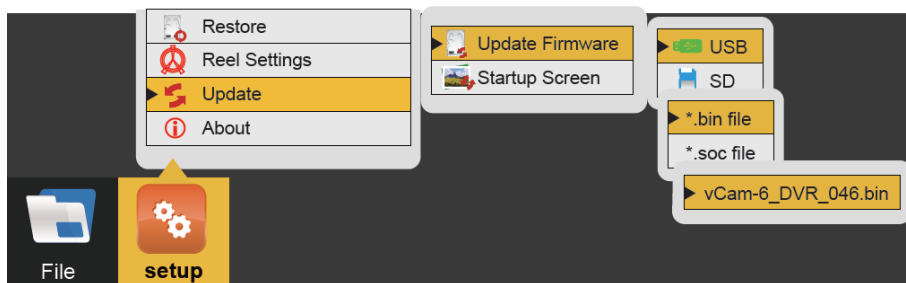 Restore
Reel Settings
Update
About
Update Firmware
Startup Screen
USB
SD
*.bin file
*.soc file
vCam-6_DVR_046.bin
File
setup